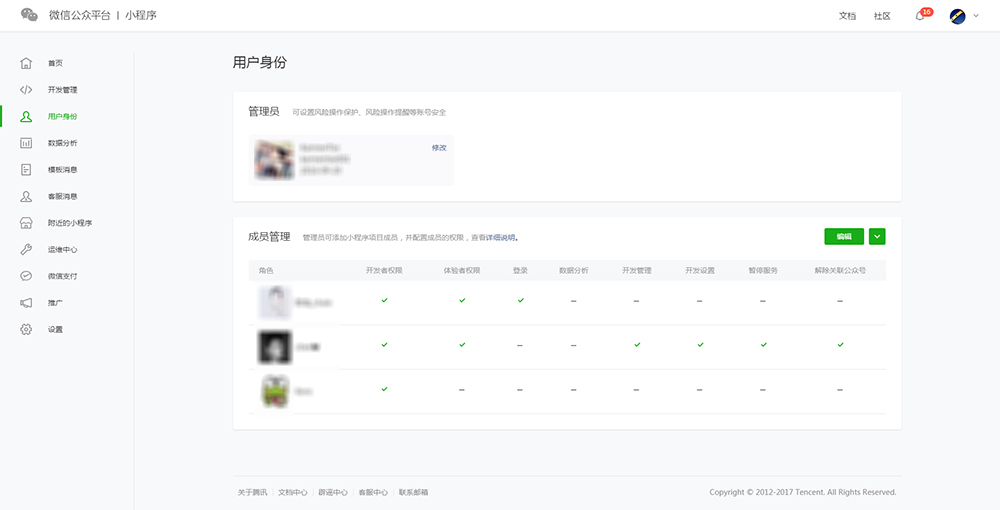 微信公众平台 | 小程序
文档 社区 16
首页
开发管理
用户身份
数据分析
模板消息
客服消息
附近的小程序
运维中心
微信支付
推广
设置
用户身份
管理员 可设置风险操作保护、风险操作提醒等账号安全
修改
成员管理 管理员可添加小程序项目成员，并配置成员的权限，查看详细说明。 编辑
角色 开发者权限 体验者权限 登录 数据分析 开发管理 开发设置 暂停服务 解除关联公众号
关于腾讯 文档中心 辟谣中心 客服中心 联系邮箱
Copyright © 2012-2017 Tencent. All Rights Reserved.